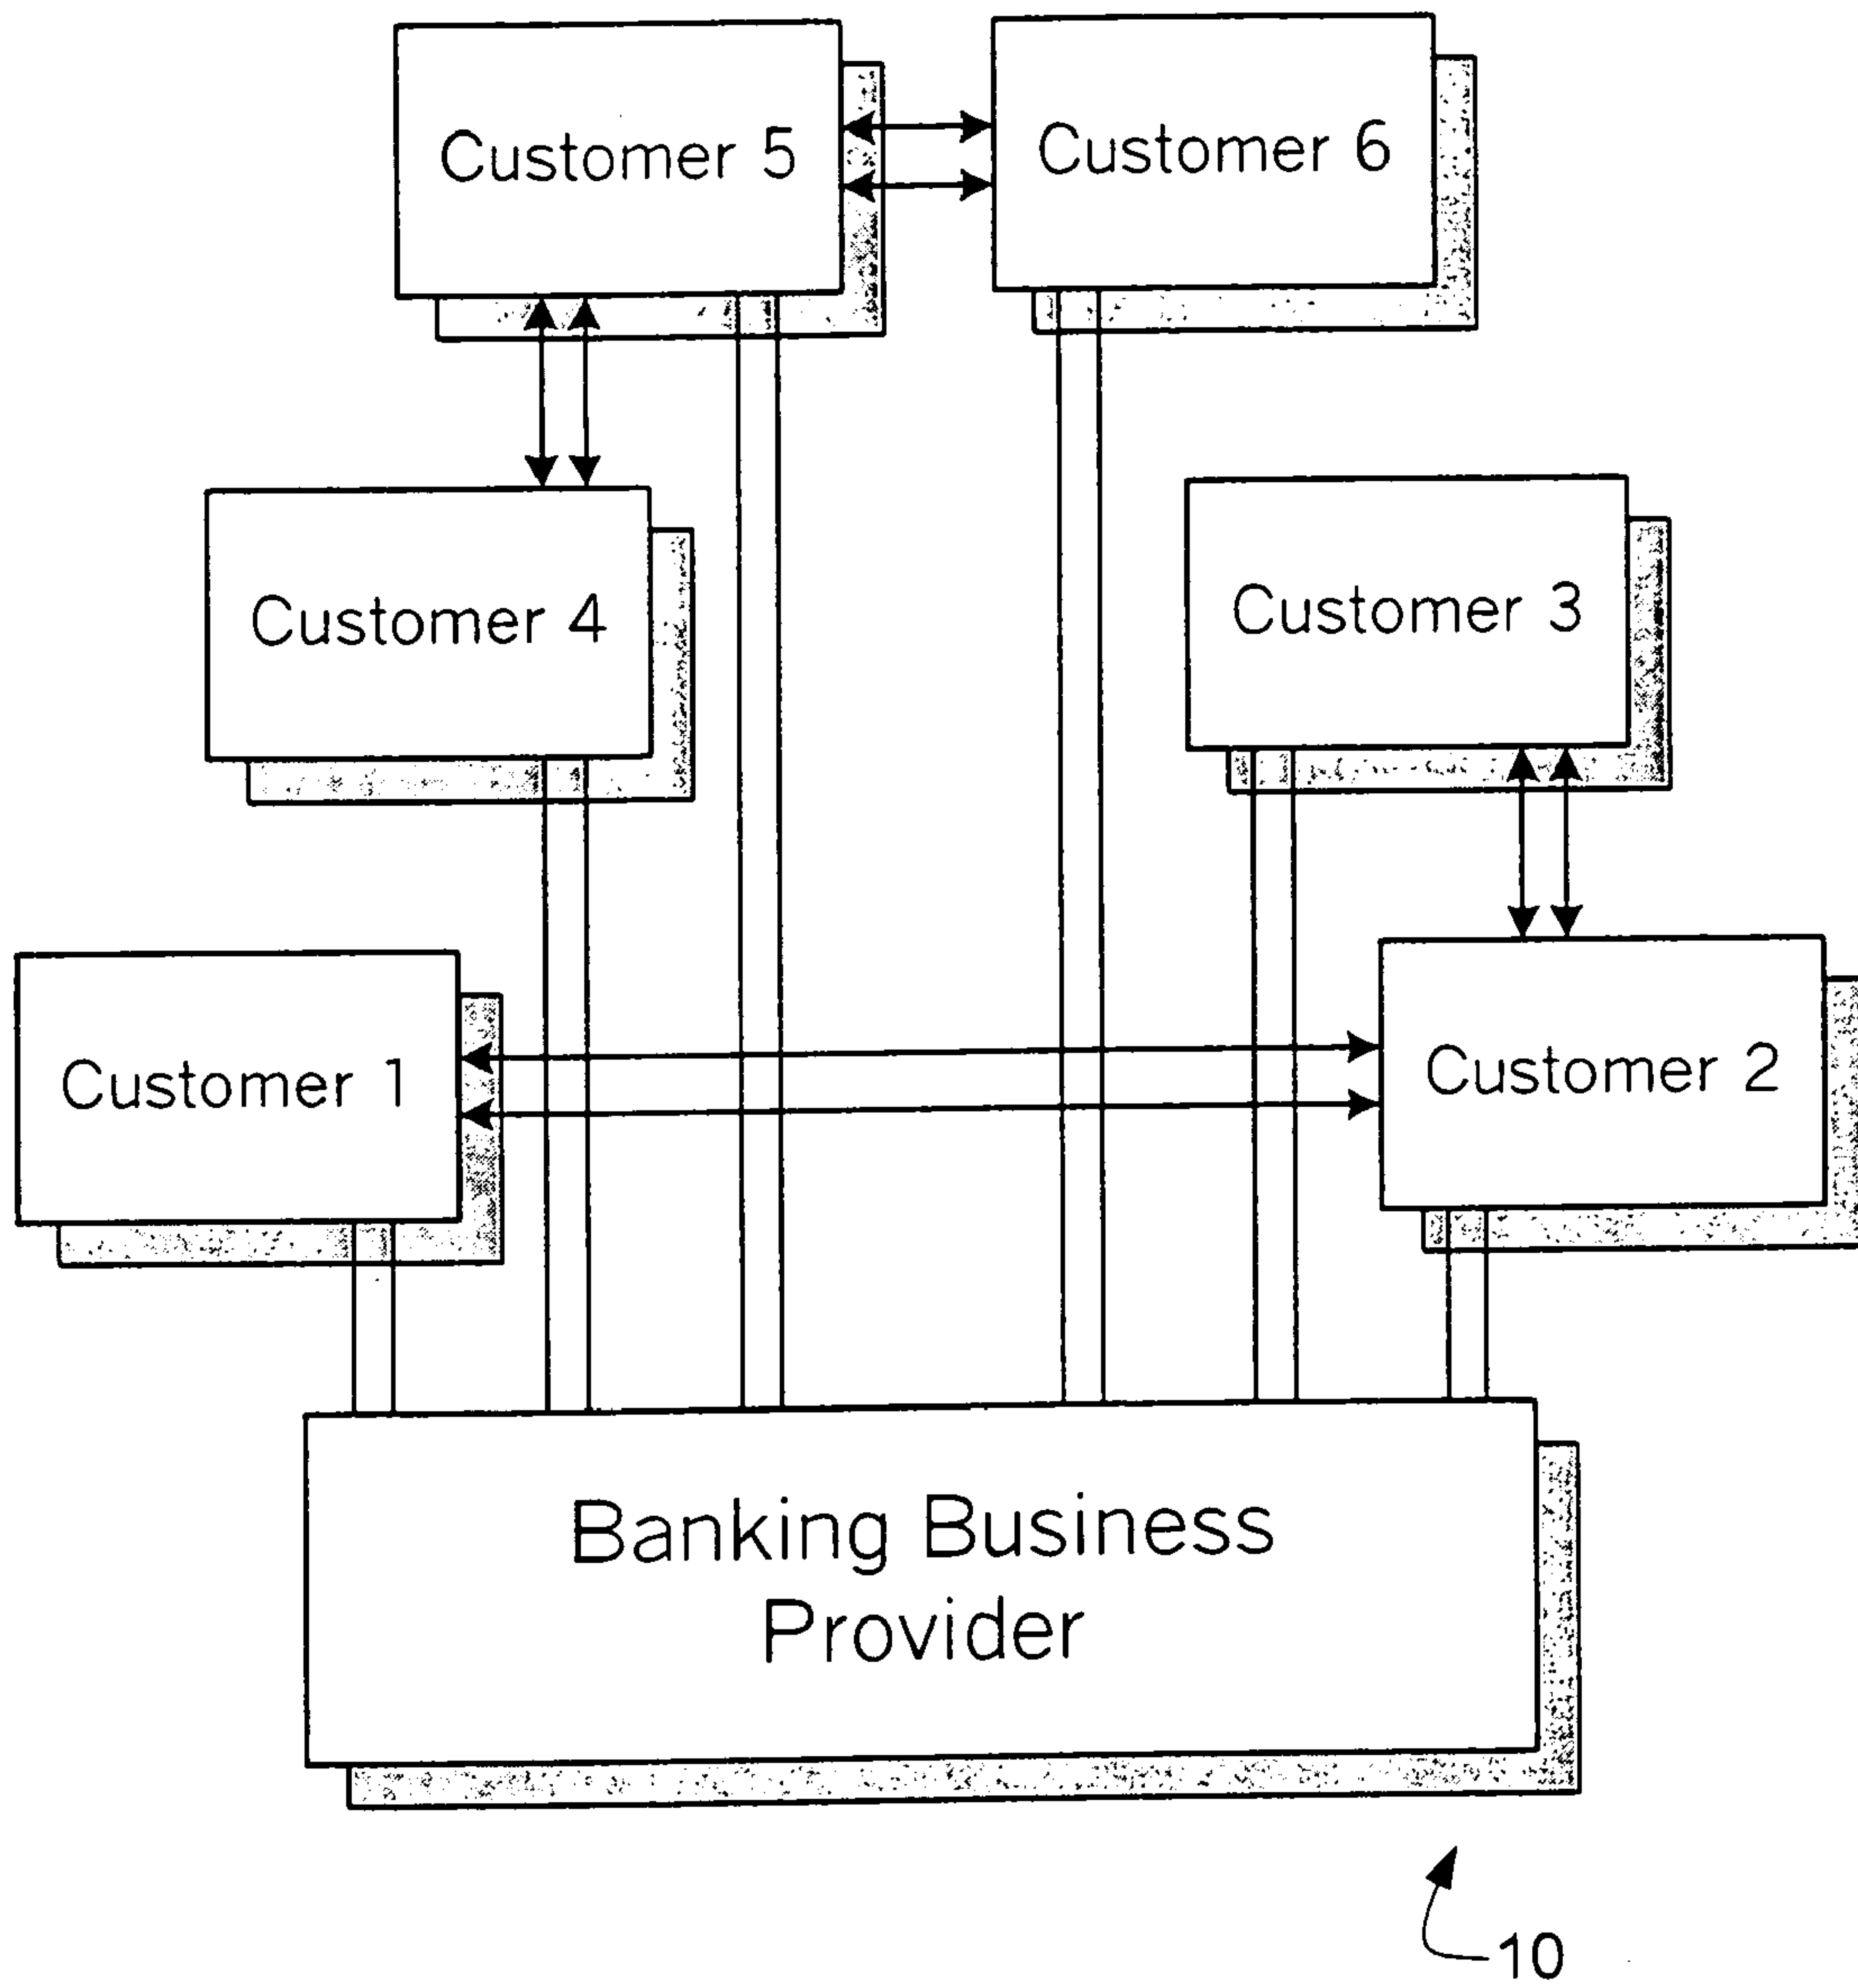 Customer 5
Customer 6
Customer 4
Customer 3
Customer 1
Customer 2
Banking Business
Provider
10